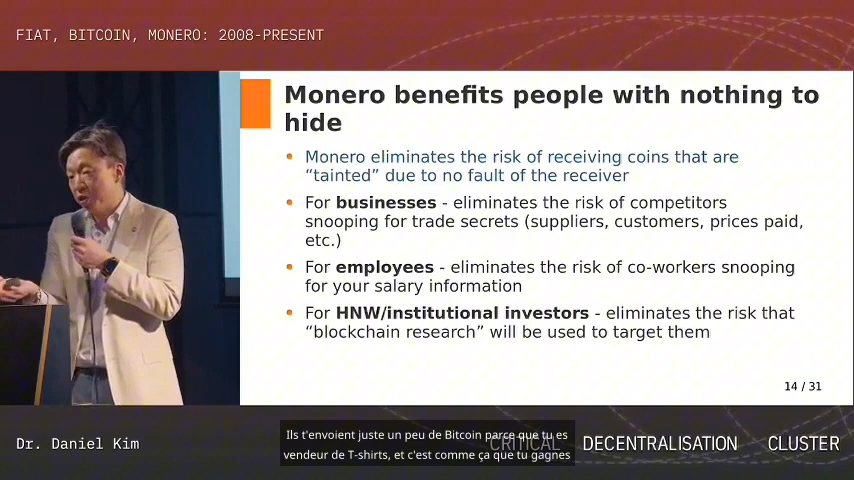 FIAT, BITCOIN, MONERO: 2008-PRESENT
Monero benefits people with nothing to
hide
• Monero eliminates the risk of receiving coins that are
“tainted” due to no fault of the receiver
• For businesses - eliminates the risk of competitors
snooping for trade secrets (suppliers, customers, prices paid,
etc.)
• For employees - eliminates the risk of co-workers snooping
for your salary information
• For HNW/institutional investors - eliminates the risk that
“blockchain research” will be used to target them
14 / 31
Dr. Daniel Kim
CRITICAL DECENTRALISATION CLUSTER
Ils t'envoient juste un peu de Bitcoin parce que tu es
vendeur de T-shirts, et c'est comme ça que tu gagnes